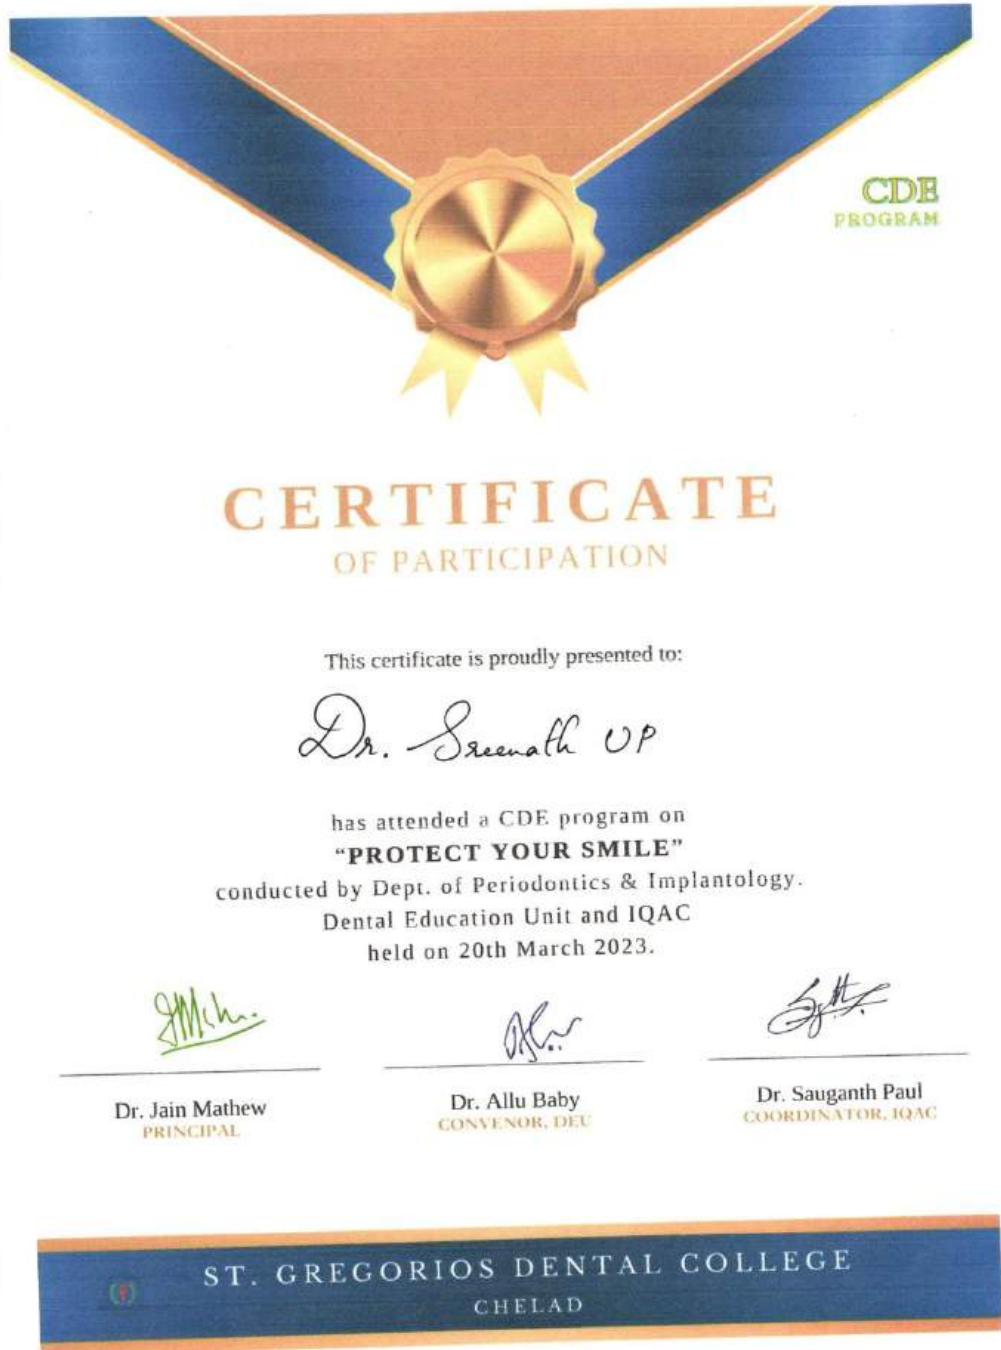 CDE
PROGRAM
CERTIFICATE
OF PARTICIPATION
This certificate is proudly presented to:
Dr. Sreenath UP
has attended a CDE program on
“PROTECT YOUR SMILE”
conducted by Dept. of Periodontics & Implantology.
Dental Education Unit and IQAC
held on 20th March 2023.
Dr. Jain Mathew
PRINCIPAL
Dr. Allu Baby
CONVENOR, DEU
Dr. Sauganth Paul
COORDINATOR, IQAC
ST. GREGORIOS DENTAL COLLEGE
CHELAD